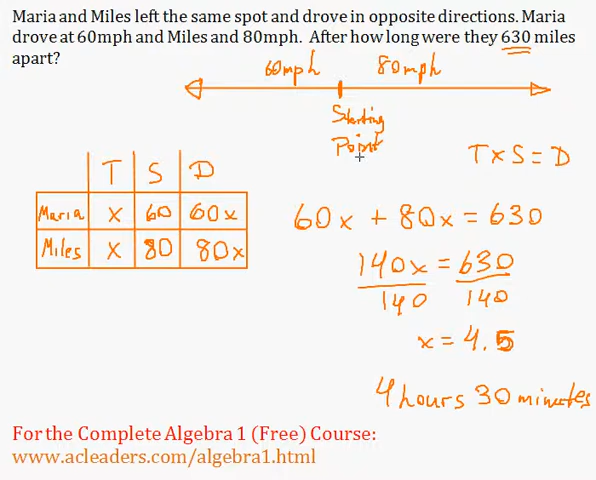 Maria and Miles left the same spot and drove in opposite directions. Maria
drove at 60mph and Miles and 80mph. After how long were they 630 miles
apart?
60mph 80mph
Starting
Point
T x S = D
T S D
Maria x 60 60x
Miles x 80 80x
60x + 80x = 630
140x = 630
140 140
x = 4.5
4 hours 30 minutes
For the Complete Algebra 1 (Free) Course:
www.acleaders.com/algebra1.html